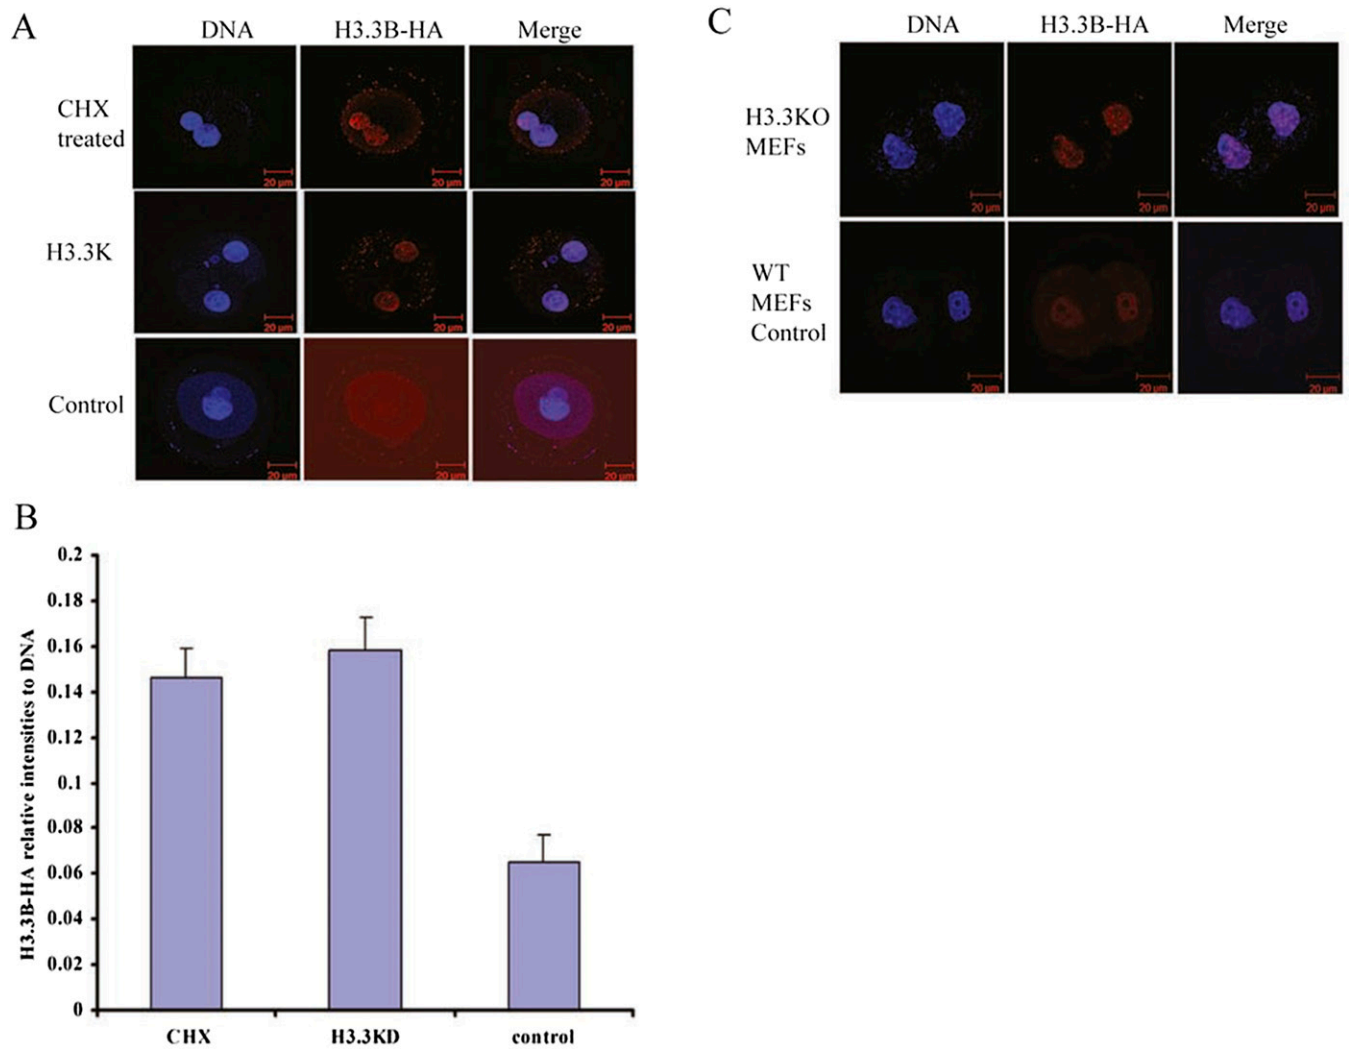 A
DNA
H3.3B-HA
Merge
CHX
treated
20 µm
20 µm
20 µm
H3.3K
20 µm
20 µm
20 µm
Control
20 µm
20 µm
20 µm
B
H3.3B-HA relative intensities to DNA
0.2
0.18
0.16
0.14
0.12
0.1
0.08
0.06
0.04
0.02
0
CHX
H3.3KD
control
C
DNA
H3.3B-HA
Merge
H3.3KO
MEFs
20 µm
20 µm
20 µm
WT
MEFs
Control
20 µm
20 µm
20 µm